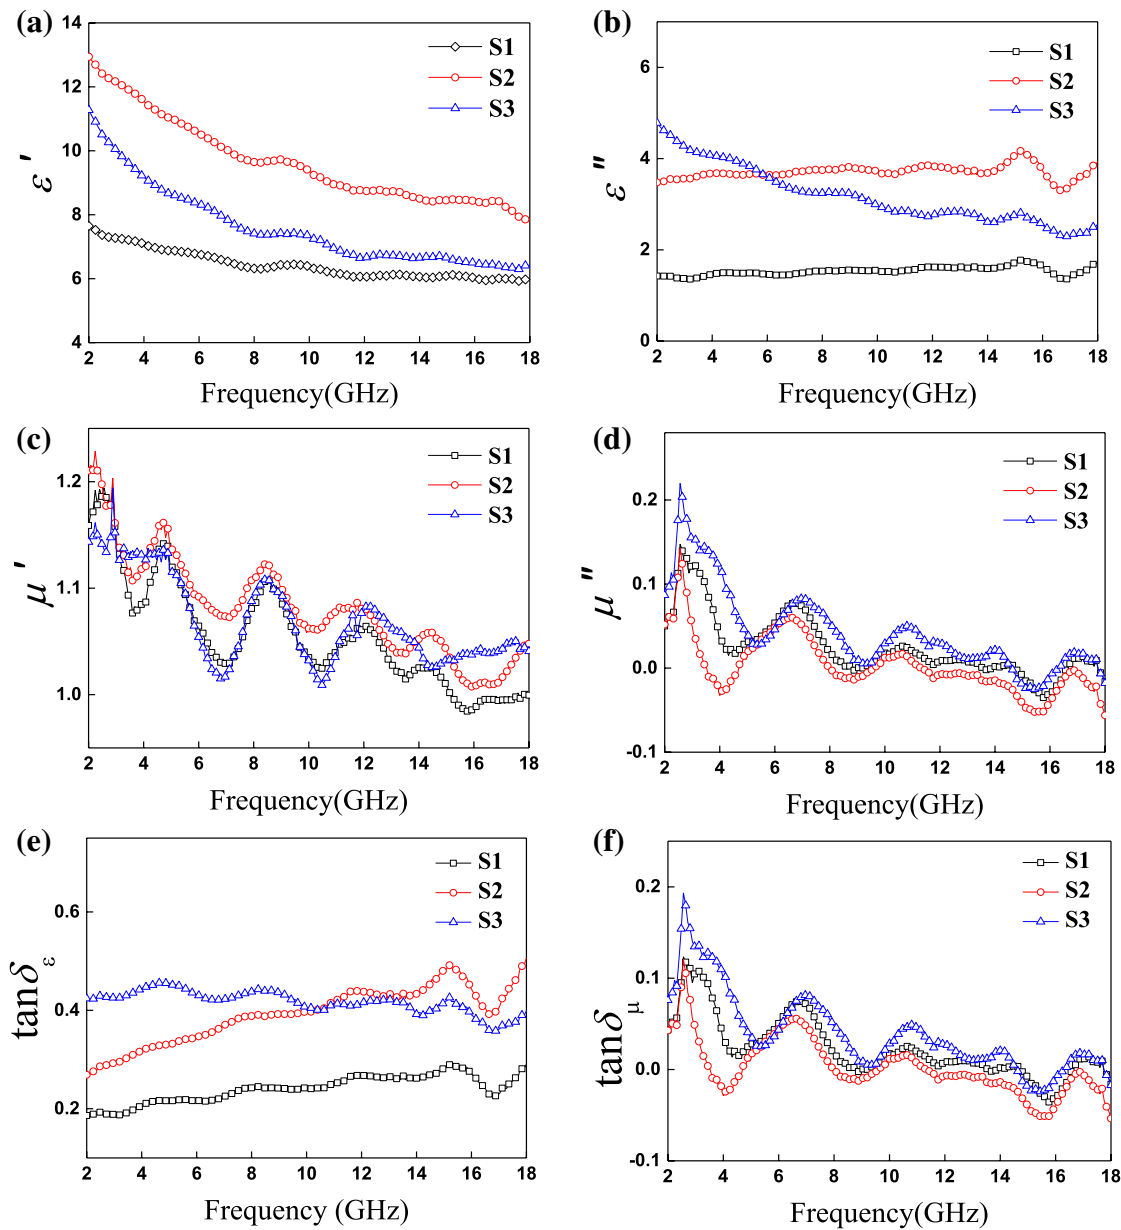 (a)
14
12
10
8
6
4
2 4 6 8 10 12 14 16 18
ε'
Frequency(GHz)
S1
S2
S3
(b)
6
4
2
0
2 4 6 8 10 12 14 16 18
ε"
Frequency(GHz)
S1
S2
S3
(c)
1.2
1.1
1.0
2 4 6 8 10 12 14 16 18
μ'
Frequency(GHz)
S1
S2
S3
(d)
0.2
0.1
0.0
-0.1
2 4 6 8 10 12 14 16 18
μ"
Frequency(GHz)
S1
S2
S3
(e)
0.6
0.4
0.2
2 4 6 8 10 12 14 16 18
tanδε
Frequency (GHz)
S1
S2
S3
(f)
0.2
0.1
0.0
-0.1
2 4 6 8 10 12 14 16 18
tanδμ
Frequency(GHz)
S1
S2
S3